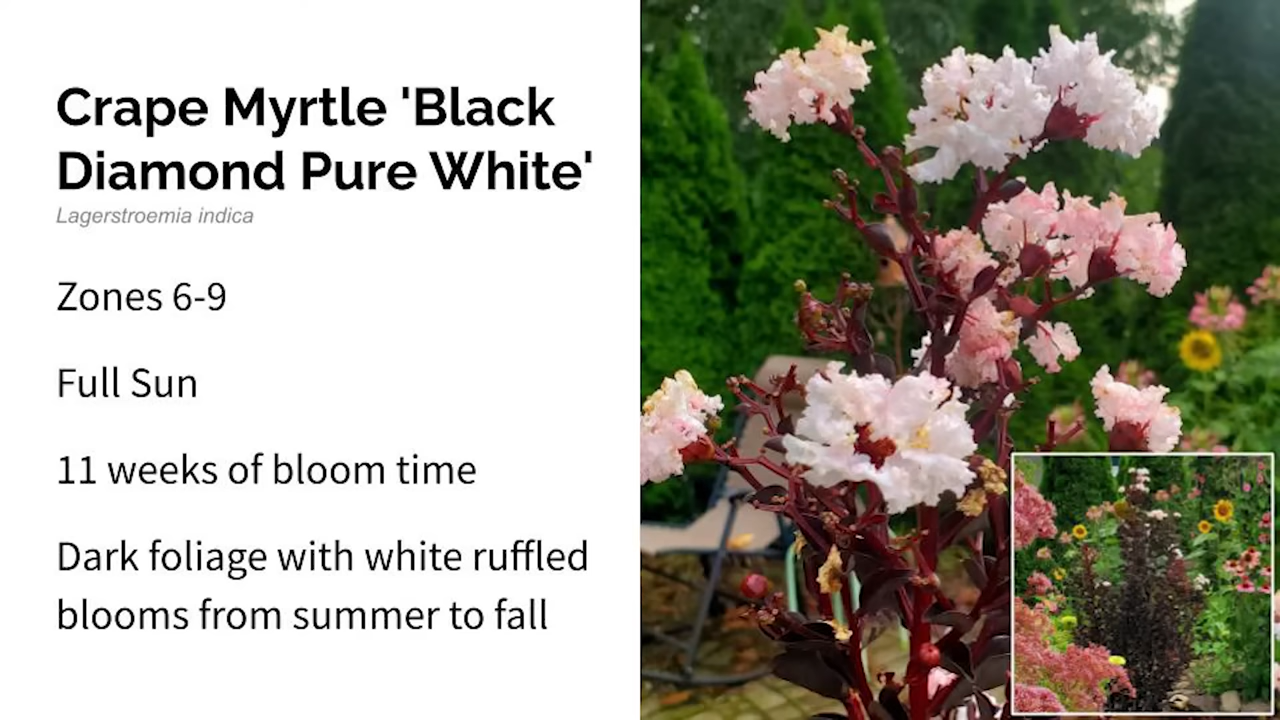 Crape Myrtle 'Black
Diamond Pure White'
Lagerstroemia indica
Zones 6-9
Full Sun
11 weeks of bloom time
Dark foliage with white ruffled
blooms from summer to fall